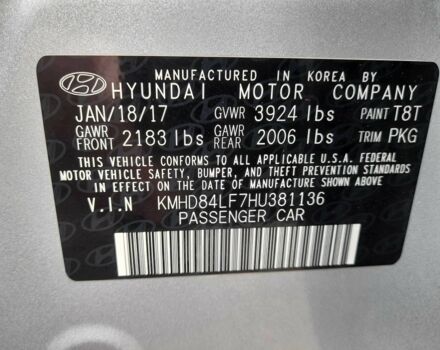 MANUFACTURED IN KOREA BY
HYUNDAI MOTOR COMPANY
JAN/18/17 GVWR 3924 lbs PAINT T8T
GAWR FRONT 2183 lbs GAWR REAR 2006 lbs TRIM PKG
THIS VEHICLE CONFORMS TO ALL APPLICABLE U.S.A. FEDERAL
MOTOR VEHICLE SAFETY, BUMPER, AND THEFT PREVENTION STANDARDS
IN EFFECT ON THE DATE OF MANUFACTURE SHOWN ABOVE.
V.I.N KMHD84LF7HU381136
PASSENGER CAR